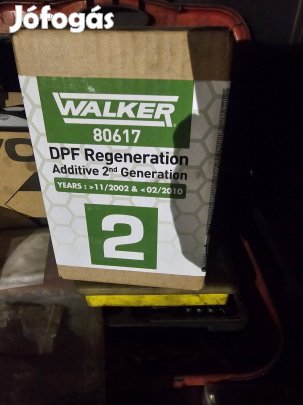 Jófogás
WALKER
80617
DPF Regeneration
Additive 2nd Generation
YEARS : >11/2002 & <02/2010
2